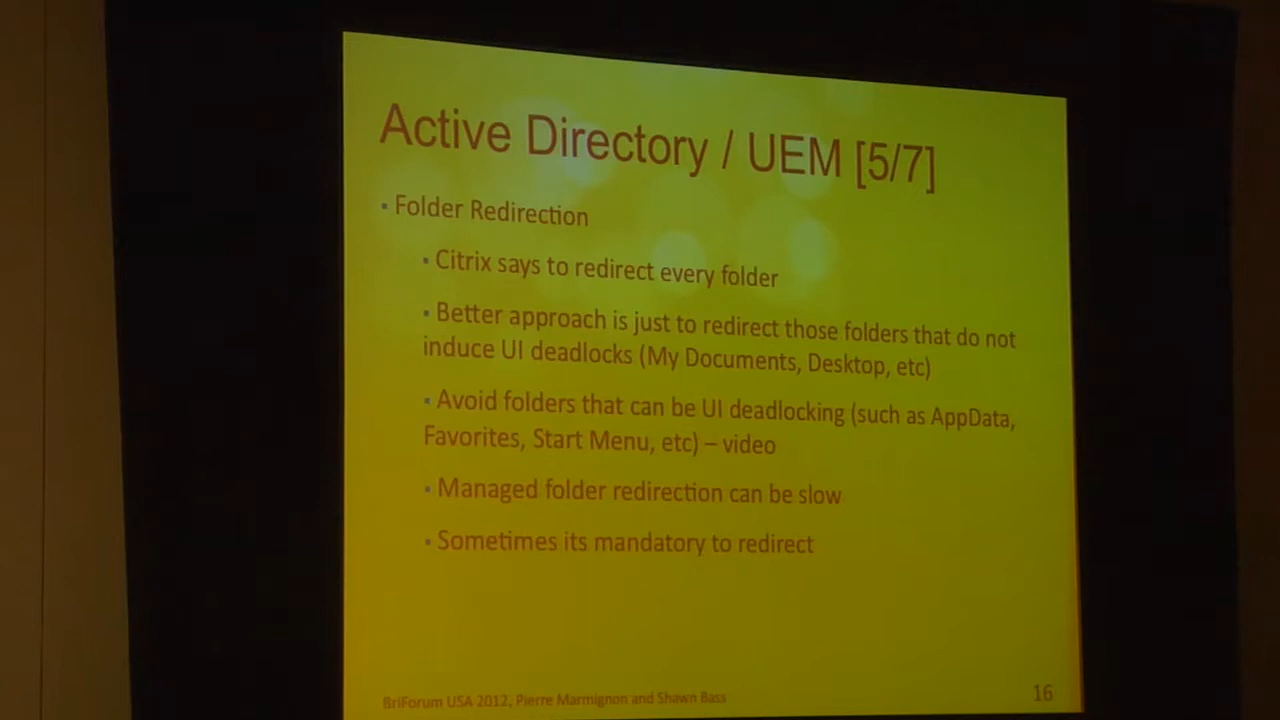 Active Directory / UEM [5/7]
▪ Folder Redirection
▪ Citrix says to redirect every folder
▪ Better approach is just to redirect those folders that do not
induce UI deadlocks (My Documents, Desktop, etc)
▪ Avoid folders that can be UI deadlocking (such as AppData,
Favorites, Start Menu, etc) – video
▪ Managed folder redirection can be slow
▪ Sometimes its mandatory to redirect
BriForum USA 2012, Pierre Marmignon and Shawn Bass
16